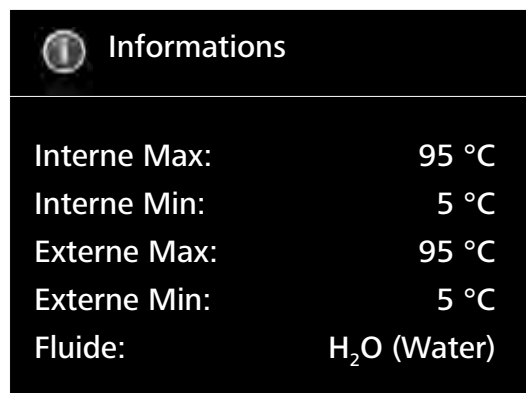 Informations
Interne Max: 95 °C
Interne Min: 5 °C
Externe Max: 95 °C
Externe Min: 5 °C
Fluide: H₂O (Water)